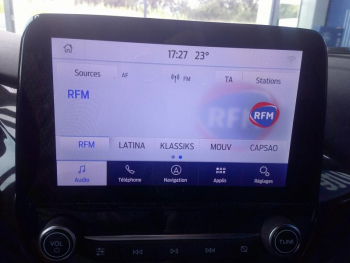 17:27 23°
Sources AF FM TA Stations
RFM
RFM
RFM LATINA KLASSIKS MOUV CAPSAO
Audio Téléphone Navigation Applis Réglages
VOL TUNE